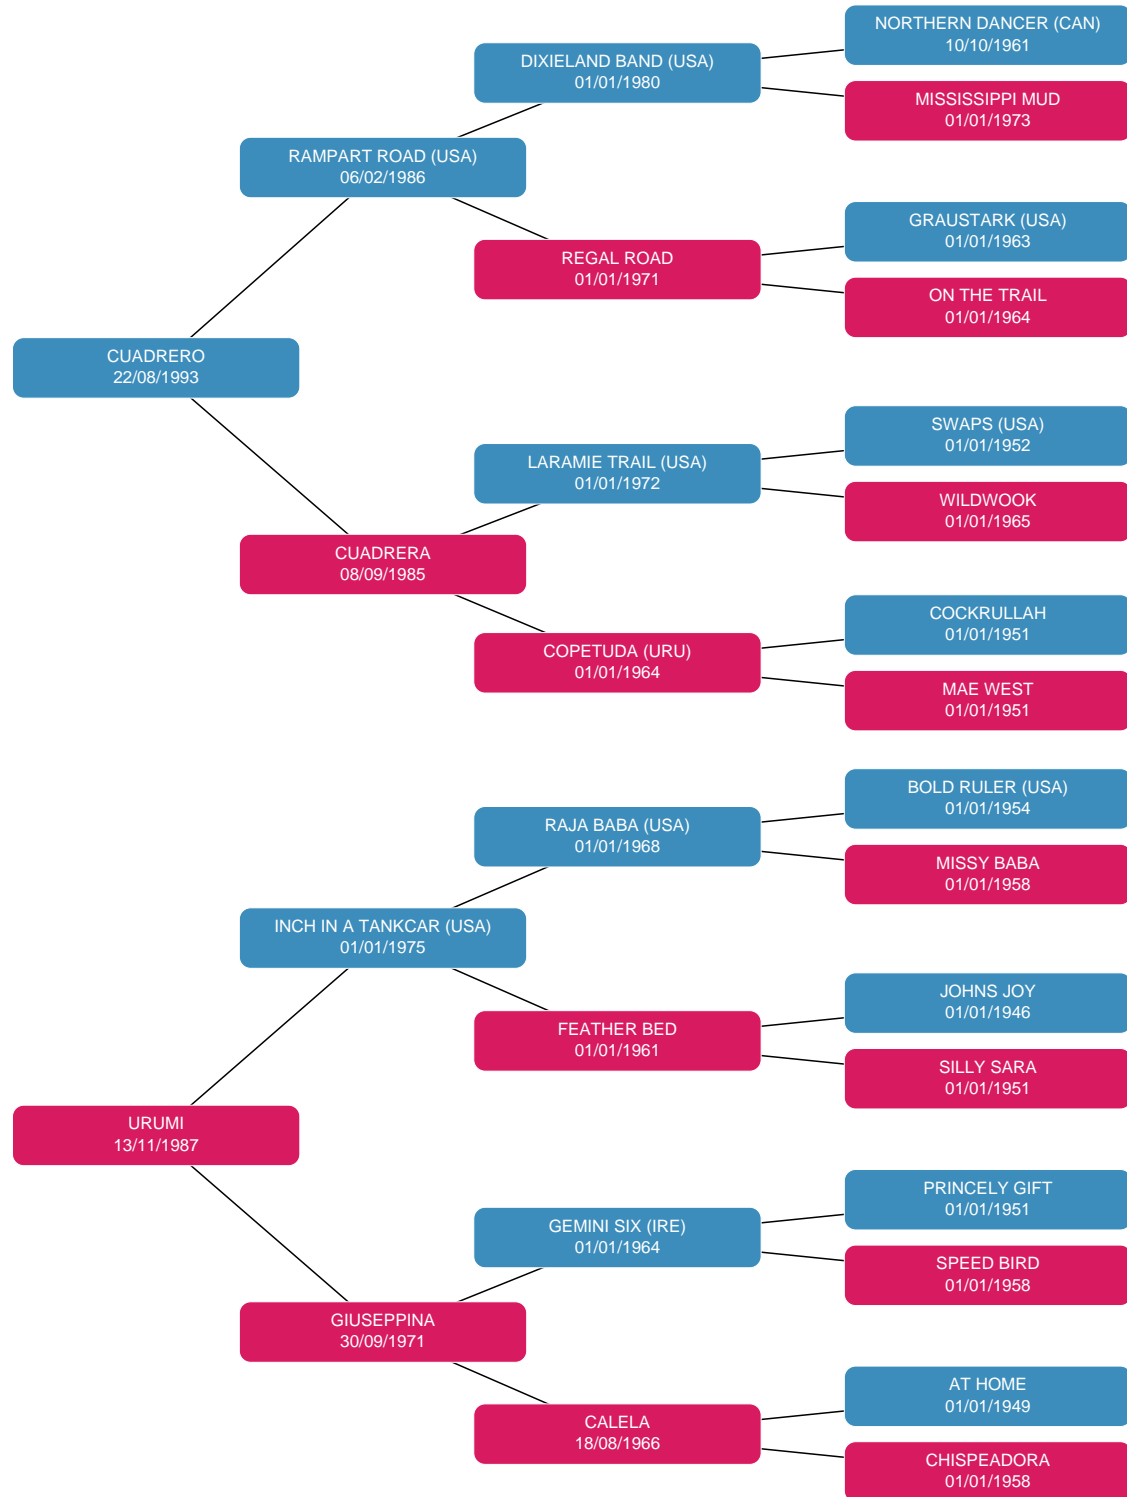 NORTHERN DANCER (CAN)
10/10/1961
DIXIELAND BAND (USA)
01/01/1980
MISSISSIPPI MUD
01/01/1973
RAMPART ROAD (USA)
06/02/1986
GRAUSTARK (USA)
01/01/1963
REGAL ROAD
01/01/1971
ON THE TRAIL
01/01/1964
CUADRERO
22/08/1993
SWAPS (USA)
01/01/1952
LARAMIE TRAIL (USA)
01/01/1972
WILDWOOK
01/01/1965
CUADRERA
08/09/1985
COCKRULLAH
01/01/1951
COPETUDA (URU)
01/01/1964
MAE WEST
01/01/1951
BOLD RULER (USA)
01/01/1954
RAJA BABA (USA)
01/01/1968
MISSY BABA
01/01/1958
INCH IN A TANKCAR (USA)
01/01/1975
JOHNS JOY
01/01/1946
FEATHER BED
01/01/1961
SILLY SARA
01/01/1951
URUMI
13/11/1987
PRINCELY GIFT
01/01/1951
GEMINI SIX (IRE)
01/01/1964
SPEED BIRD
01/01/1958
GIUSEPPINA
30/09/1971
AT HOME
01/01/1949
CALELA
18/08/1966
CHISPEADORA
01/01/1958